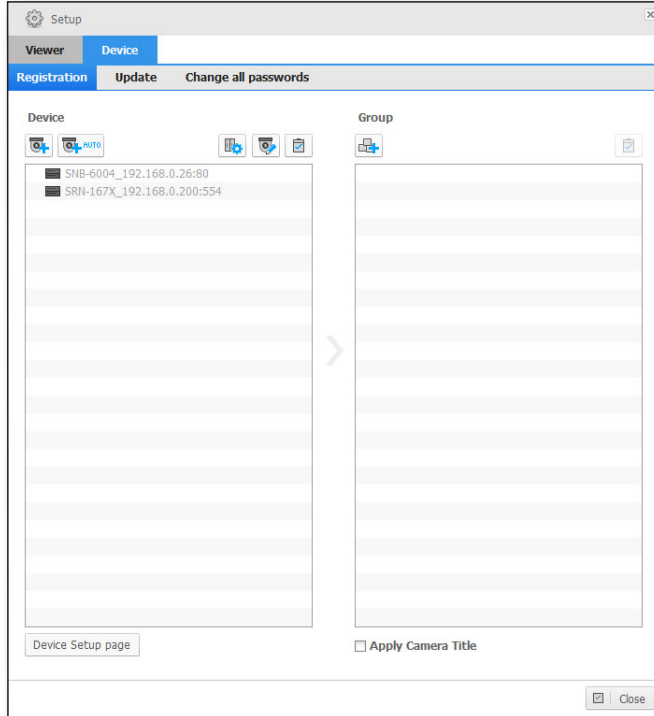 Setup
Viewer Device
Registration Update Change all passwords
Device Group
AUTO
SNB-6004_192.168.0.26:80
SRN-167X_192.168.0.200:554
Device Setup page Apply Camera Title
Close